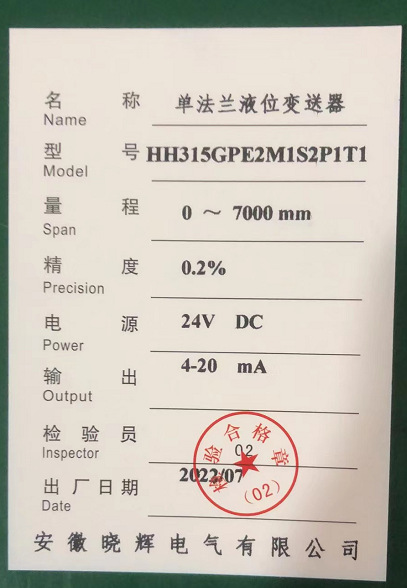 名 称 单法兰液位变送器
Name
型 号 HH315GPE2M1S2P1T1
Model
量 程 0 ～ 7000 mm
Span
精 度 0.2%
Precision
电 源 24V DC
Power
输 出 4-20 mA
Output
检 验 员 02
Inspector
出 厂 日 期 2022/07
Date
检验合格章
(02)
安徽晓辉电气有限公司